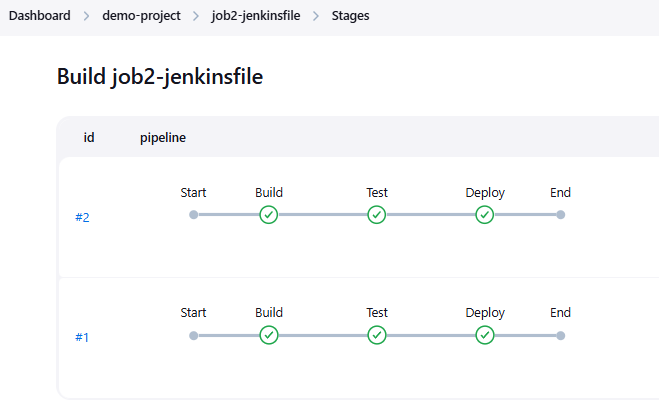 Dashboard > demo-project > job2-jenkinsfile > Stages
Build job2-jenkinsfile
id pipeline
Start Build Test Deploy End
#2
Start Build Test Deploy End
#1